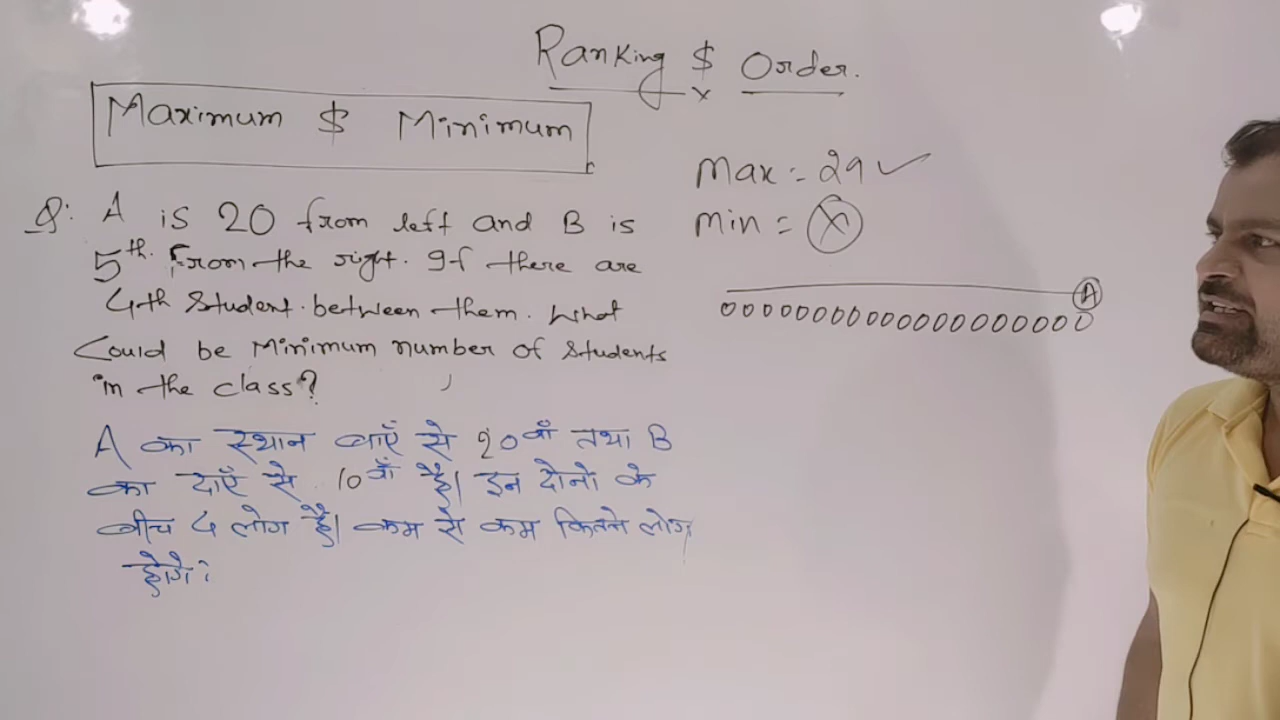 Ranking $ Order.
Maximum $ Minimum
Max :- 29 ✓
Min = X
Q: A is 20 from left and B is
5th. From the right. If there are
4th Student. between them. What
Could be Minimum number of Students
in the class?
A
A का स्थान बाएँ से 20वाँ तथा B
का दाएँ से 10वाँ है। इन दोनो के
बीच 4 लोग है। कम से कम कितने लोग
होंगे?